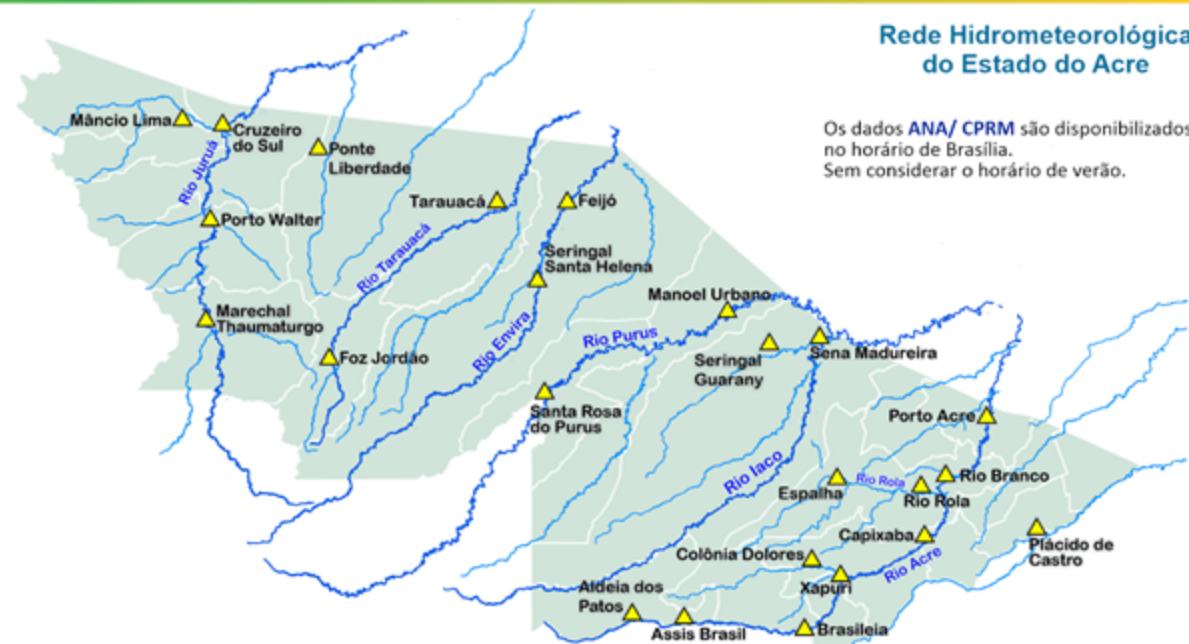 Rede Hidrometeorológica
do Estado do Acre
Os dados ANA/ CPRM são disponibilizados
no horário de Brasília.
Sem considerar o horário de verão.
Mâncio Lima
Cruzeiro
do Sul
Ponte
Liberdade
Rio Juruá
Tarauacá
Feijó
Porto Walter
Rio Tarauacá
Seringal
Santa Helena
Marechal
Thaumaturgo
Manoel Urbano
Foz Jordão
Rio Envira
Rio Purus
Seringal
Guarany
Sena Madureira
Santa Rosa
do Purus
Porto Acre
Rio Iaco
Espalha
Rio Rola
Rio Rola
Rio Branco
Capixaba
Plácido de
Castro
Colônia Dolores
Rio Acre
Xapuri
Aldeia dos
Patos
Assis Brasil
Brasileia